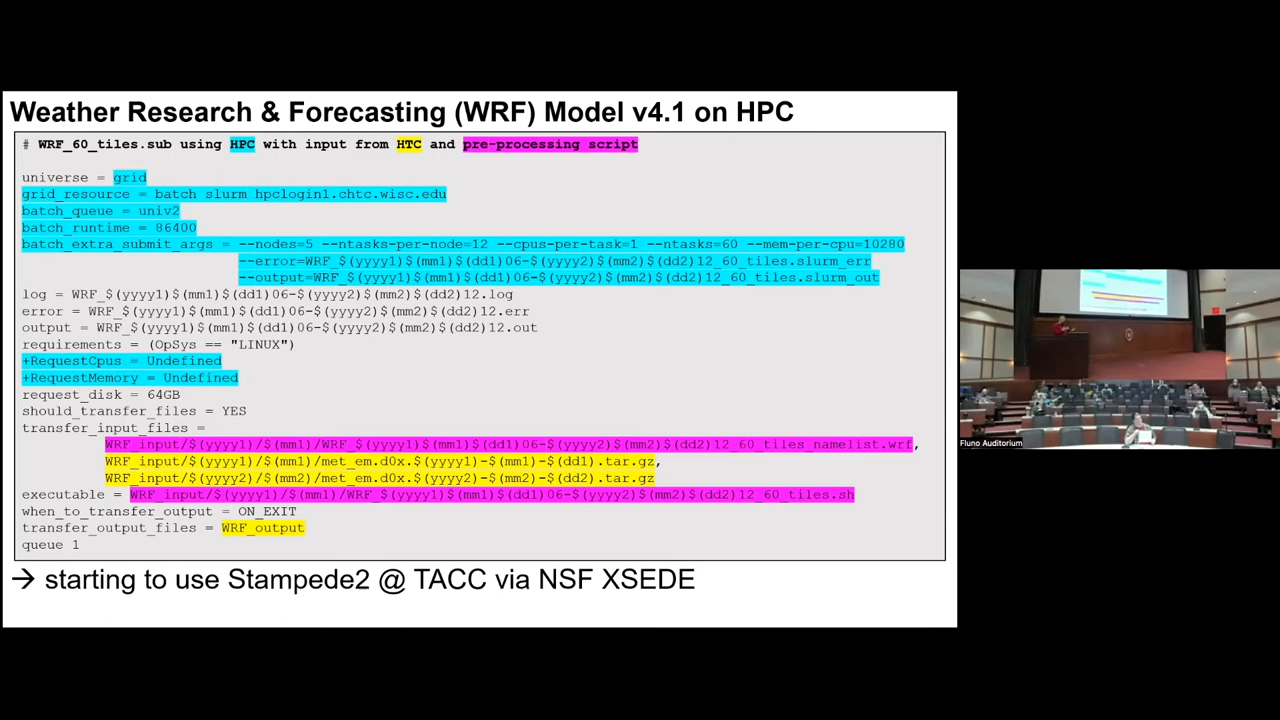 Weather Research & Forecasting (WRF) Model v4.1 on HPC
# WRF_60_tiles.sub using HPC with input from HTC and pre-processing script
universe = grid
grid_resource = batch slurm hpclogin1.chtc.wisc.edu
batch_queue = univ2
batch_runtime = 86400
batch_extra_submit_args = --nodes=5 --ntasks-per-node=12 --cpus-per-task=1 --ntasks=60 --mem-per-cpu=10280
--error=WRF_$(yyyy1)$(mm1)$(dd1)06-$(yyyy2)$(mm2)$(dd2)12_60_tiles.slurm_err
--output=WRF_$(yyyy1)$(mm1)$(dd1)06-$(yyyy2)$(mm2)$(dd2)12_60_tiles.slurm_out
log = WRF_$(yyyy1)$(mm1)$(dd1)06-$(yyyy2)$(mm2)$(dd2)12.log
error = WRF_$(yyyy1)$(mm1)$(dd1)06-$(yyyy2)$(mm2)$(dd2)12.err
output = WRF_$(yyyy1)$(mm1)$(dd1)06-$(yyyy2)$(mm2)$(dd2)12.out
requirements = (OpSys == "LINUX")
+RequestCpus = Undefined
+RequestMemory = Undefined
request_disk = 64GB
should_transfer_files = YES
transfer_input_files =
WRF_input/$(yyyy1)/$(mm1)/WRF_$(yyyy1)$(mm1)$(dd1)06-$(yyyy2)$(mm2)$(dd2)12_60_tiles_namelist.wrf,
WRF_input/$(yyyy1)/$(mm1)/met_em.d0x.$(yyyy1)-$(mm1)-$(dd1).tar.gz,
WRF_input/$(yyyy2)/$(mm2)/met_em.d0x.$(yyyy2)-$(mm2)-$(dd2).tar.gz
executable = WRF_input/$(yyyy1)/$(mm1)/WRF_$(yyyy1)$(mm1)$(dd1)06-$(yyyy2)$(mm2)$(dd2)12_60_tiles.sh
when_to_transfer_output = ON_EXIT
transfer_output_files = WRF_output
queue 1
→ starting to use Stampede2 @ TACC via NSF XSEDE
Fluno Auditorium